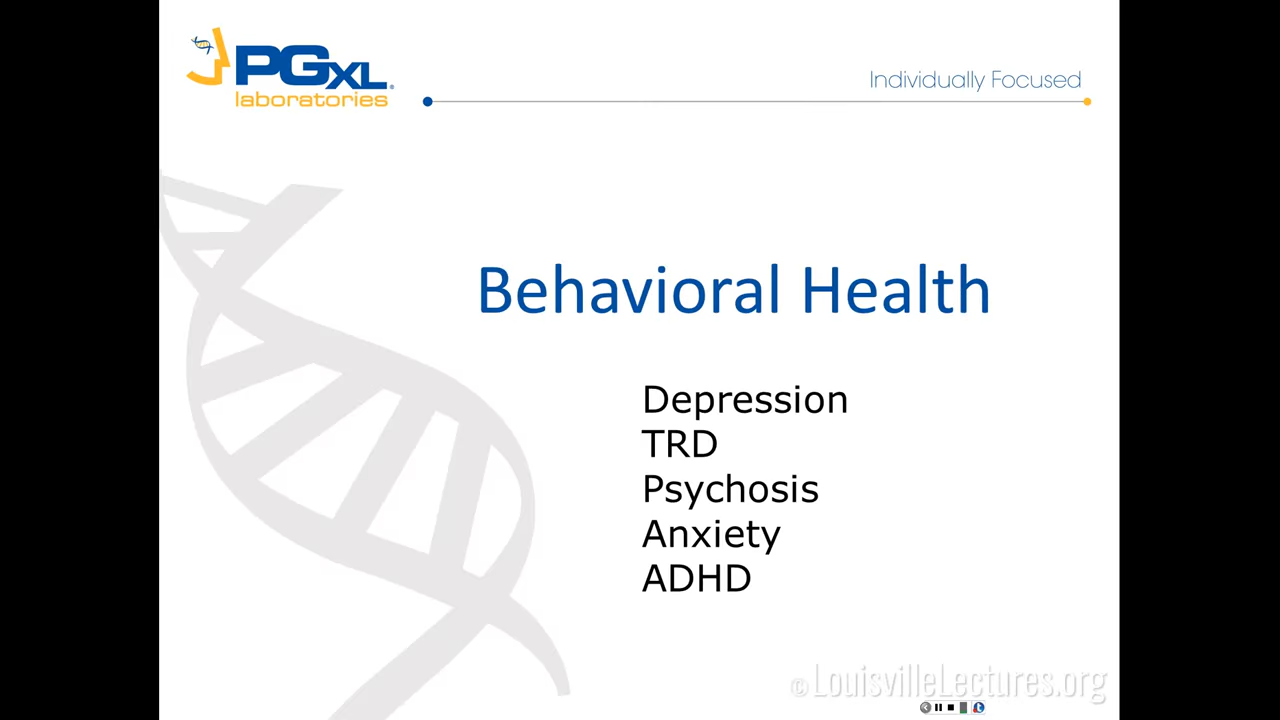 PGXL®
laboratories
Individually Focused
Behavioral Health
Depression
TRD
Psychosis
Anxiety
ADHD
© LouisvilleLectures.org